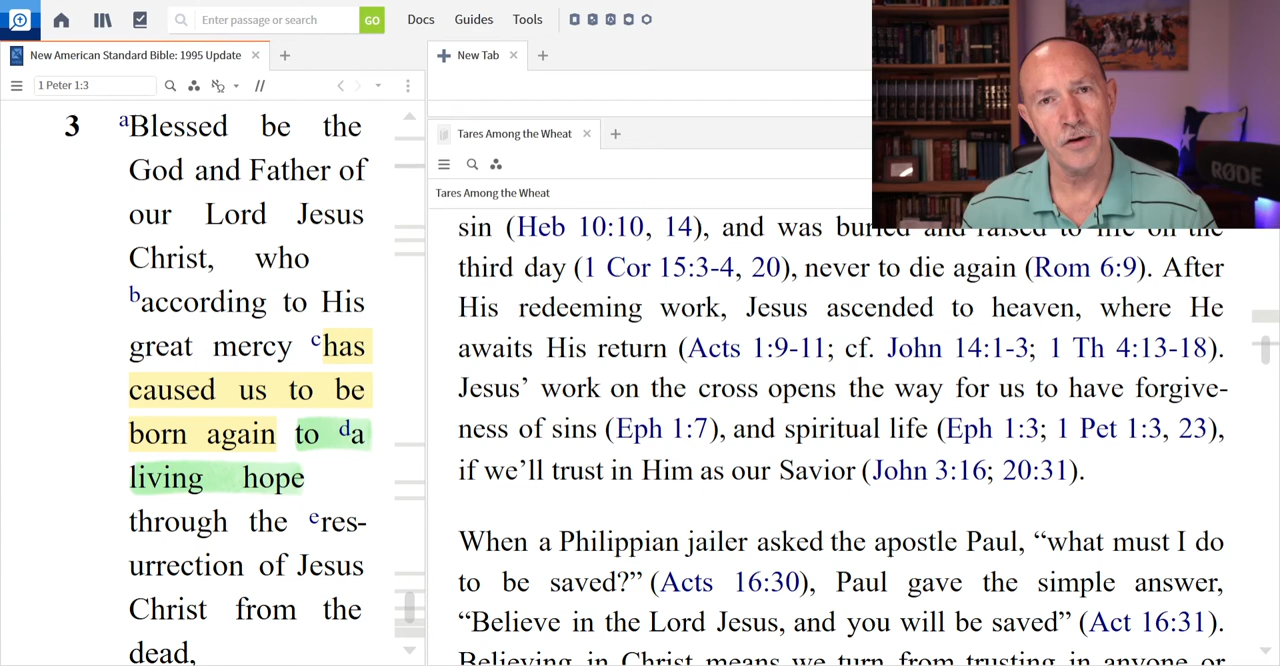 Enter passage or search
GO
Docs
Guides
Tools
New American Standard Bible: 1995 Update
New Tab
1 Peter 1:3
//
3 aBlessed be the
God and Father of
our Lord Jesus
Christ, who
baccording to His
great mercy chas
caused us to be
born again to da
living hope
through the eres-
urrection of Jesus
Christ from the
dead,
Tares Among the Wheat
Tares Among the Wheat
sin (Heb 10:10, 14), and was buried and raised to life on the
third day (1 Cor 15:3-4, 20), never to die again (Rom 6:9). After
His redeeming work, Jesus ascended to heaven, where He
awaits His return (Acts 1:9-11; cf. John 14:1-3; 1 Th 4:13-18).
Jesus’ work on the cross opens the way for us to have forgive-
ness of sins (Eph 1:7), and spiritual life (Eph 1:3; 1 Pet 1:3, 23),
if we’ll trust in Him as our Savior (John 3:16; 20:31).
When a Philippian jailer asked the apostle Paul, “what must I do
to be saved?” (Acts 16:30), Paul gave the simple answer,
“Believe in the Lord Jesus, and you will be saved” (Act 16:31).
Believing in Christ means we turn from trusting in anyone or
RØDE